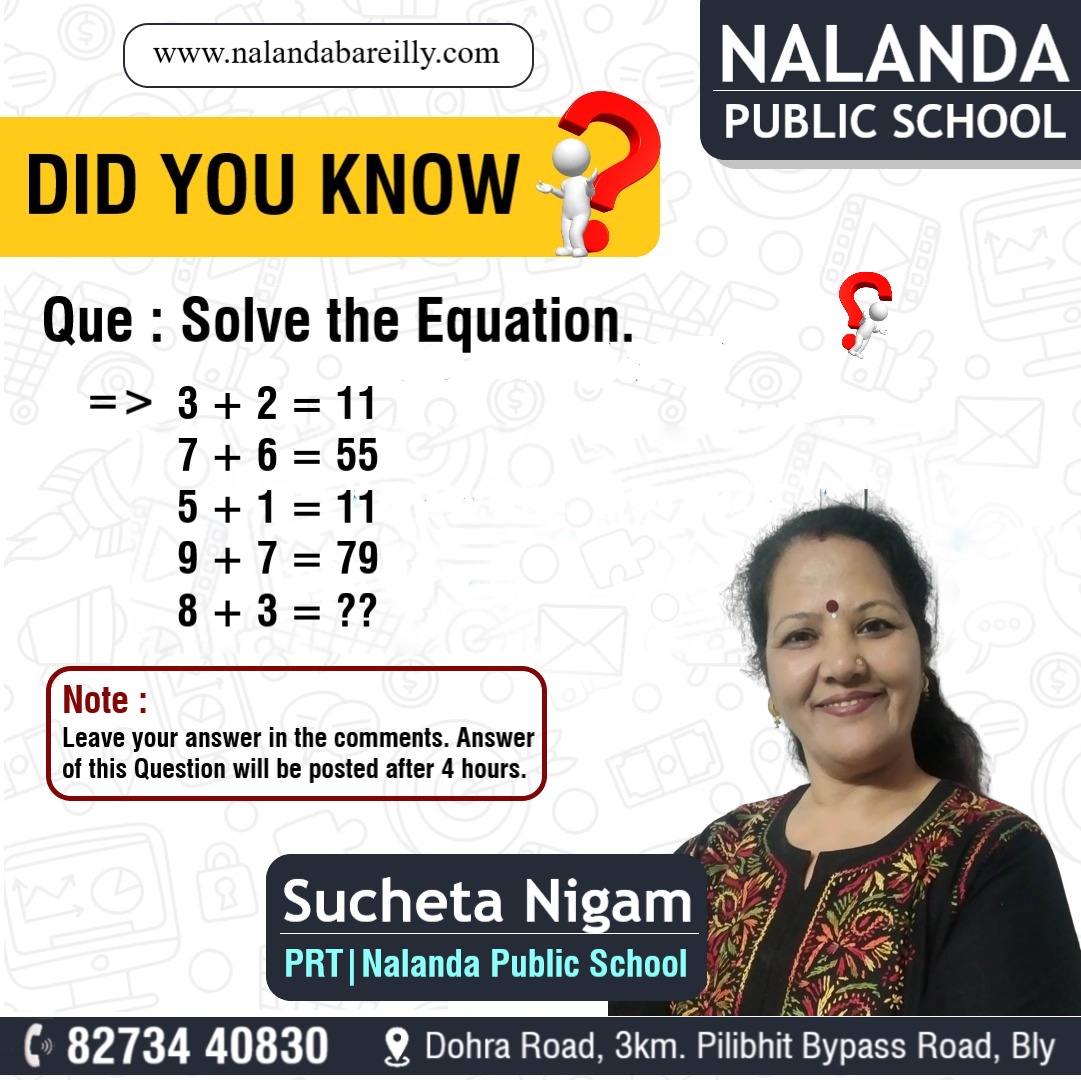 www.nalandabareilly.com
NALANDA
PUBLIC SCHOOL
DID YOU KNOW
Que : Solve the Equation.
=> 3 + 2 = 11
7 + 6 = 55
5 + 1 = 11
9 + 7 = 79
8 + 3 = ??
Note :
Leave your answer in the comments. Answer
of this Question will be posted after 4 hours.
Sucheta Nigam
PRT|Nalanda Public School
82734 40830
Dohra Road, 3km. Pilibhit Bypass Road, Bly